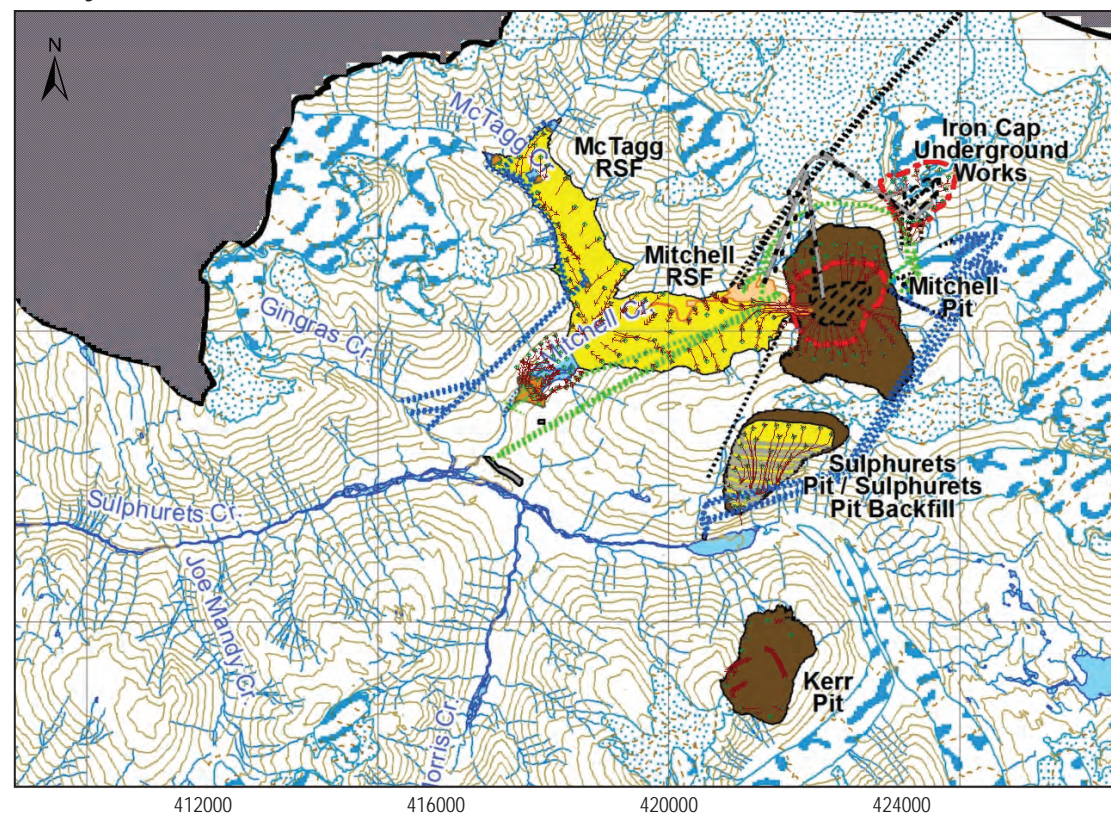 N
McTagg C
McTagg
RSF
Iron Cap
Underground
Works
Mitchell
RSF
Mitchell
Pit
Mitchell Cr.
Gingras Cr.
Sulphurets
Pit / Sulphurets
Pit Backfill
Sulphurets Cr.
Joe Mandy Cr.
Kerr
Pit
orris Cr.
412000 416000 420000 424000